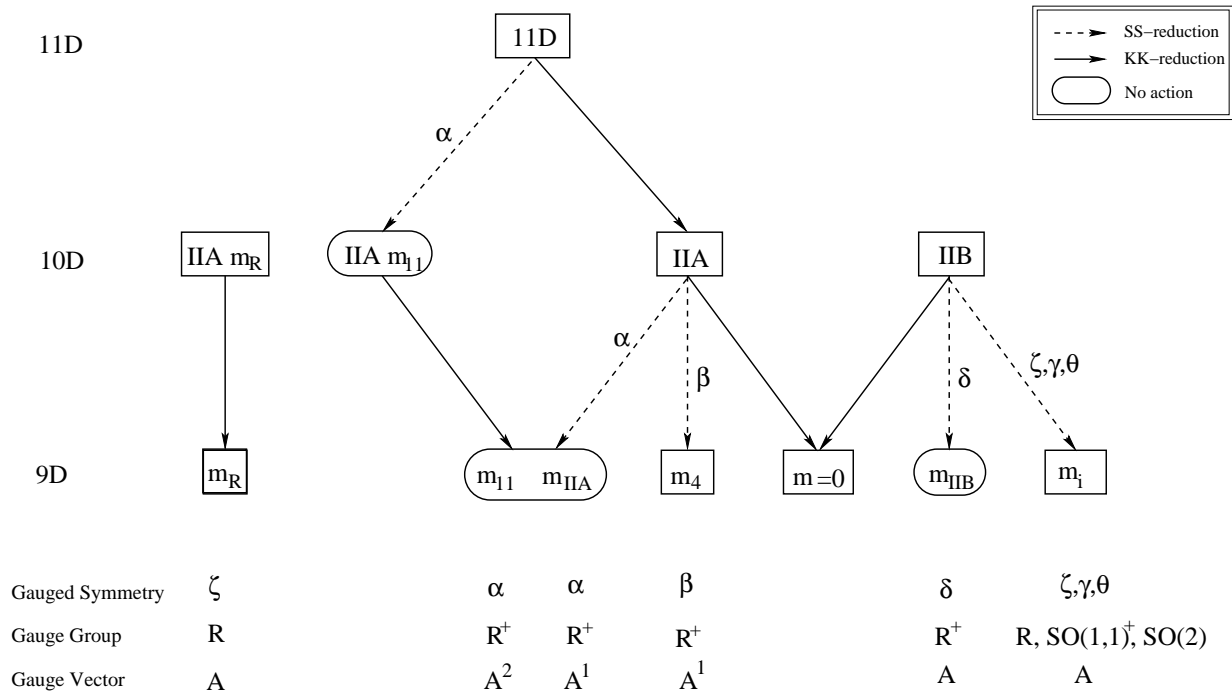 11D
11D
SS-reduction
KK-reduction
No action
α
10D
IIA m_R
IIA m_11
IIA
IIB
α
β
δ
ζ,γ,θ
9D
m_R
m_11 m_IIA
m_4
m=0
m_IIB
m_i
Gauged Symmetry ζ α α β δ ζ,γ,θ
Gauge Group R R^+ R^+ R^+ R^+ R, SO(1,1)^+, SO(2)
Gauge Vector A A^2 A^1 A^1 A A